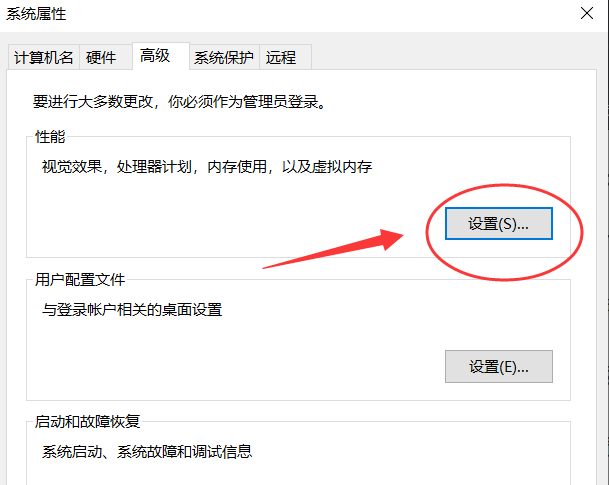 系统属性
计算机名 硬件 高级 系统保护 远程
要进行大多数更改，你必须作为管理员登录。
性能
视觉效果，处理器计划，内存使用，以及虚拟内存
设置(S)...
用户配置文件
与登录帐户相关的桌面设置
设置(E)...
启动和故障恢复
系统启动、系统故障和调试信息